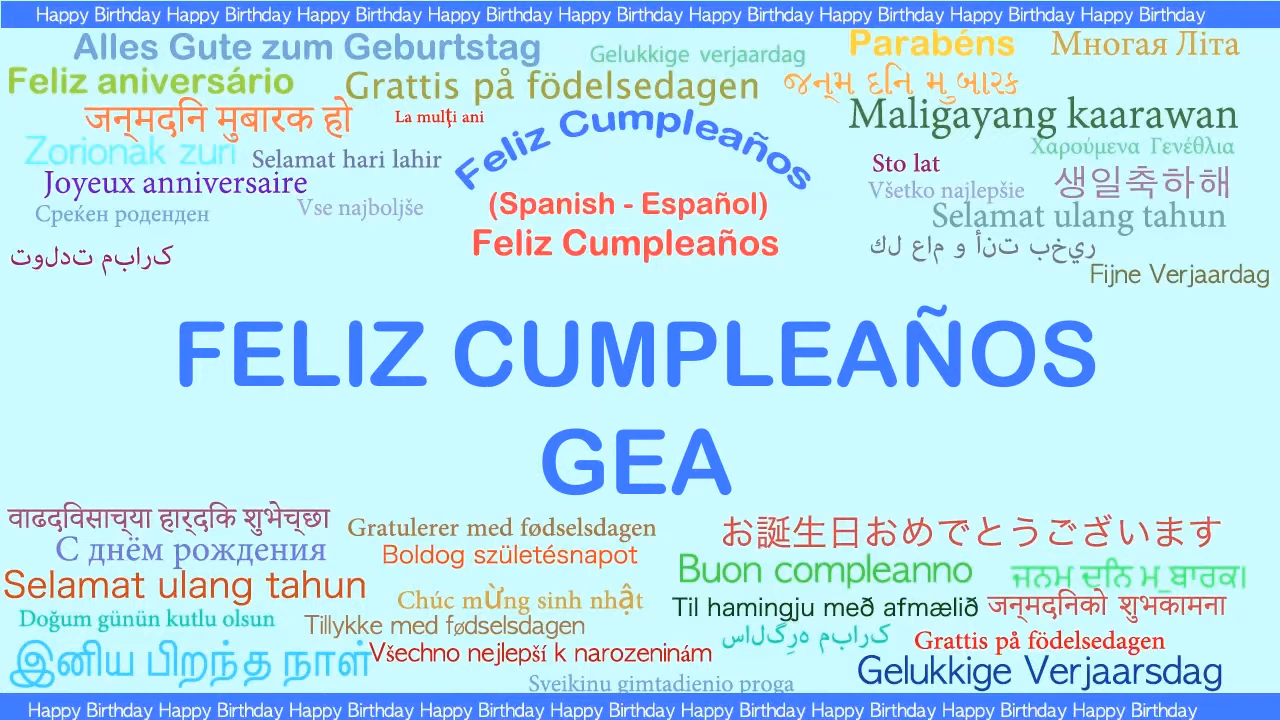 Happy Birthday Happy Birthday Happy Birthday Happy Birthday Happy Birthday Happy Birthday Happy Birthday Happy Birthday Happy Birthday
Alles Gute zum Geburtstag
Gelukkige verjaardag
Parabéns
Многая Літа
Feliz aniversário
Grattis på födelsedagen
જન્મ દિન મુબારક
जन्मदिन मुबारक हो
La mulţi ani
Feliz Cumpleaños
Maligayang kaarawan
Zorionak zuri
Selamat hari lahir
Χαρούμενα Γενέθλια
Sto lat
Joyeux anniversaire
(Spanish - Español)
Všetko najlepšie
생일축하해
Среќен роденден
Vse najboljše
Selamat ulang tahun
Feliz Cumpleaños
تولدت مبارک
كل عام و أنت بخير
Fijne Verjaardag
FELIZ CUMPLEAÑOS
GEA
वाढदिवसाच्या हार्दिक शुभेच्छा
Gratulerer med fødselsdagen
お誕生日おめでとうございます
С днём рождения
Boldog születésnapot
Buon compleanno
ਜਨਮ ਦਿਨ ਮੁਬਾਰਕ।
Selamat ulang tahun
Chúc mừng sinh nhật
Til hamingju með afmælið
जन्मदिनको शुभकामना
Doğum günün kutlu olsun
Tillykke med fødselsdagen
سالگرہ مبارک
Grattis på födelsedagen
இனிய பிறந்த நாள்
Všechno nejlepší k narozeninám
Gelukkige Verjaarsdag
Sveikinu gimtadienio proga
Happy Birthday Happy Birthday Happy Birthday Happy Birthday Happy Birthday Happy Birthday Happy Birthday Happy Birthday Happy Birthday